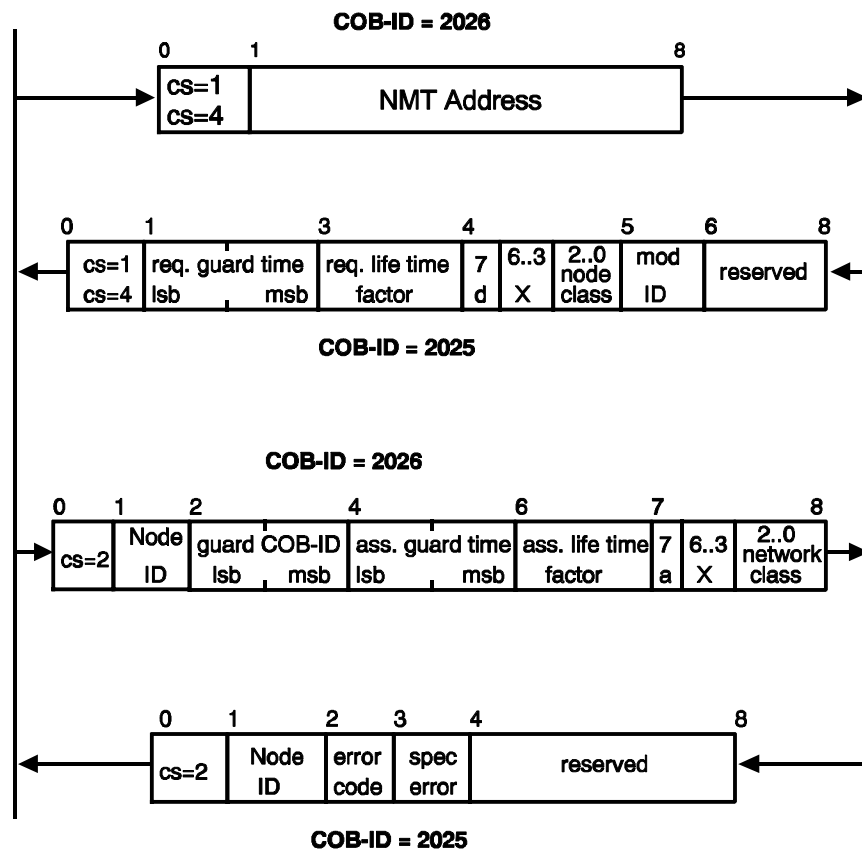 COB-ID = 2026
0 1 8
cs=1
cs=4
NMT Address
0 1 3 4 5 6 8
cs=1 req. guard time req. life time 7 6..3 2..0 mod reserved
node
cs=4 lsb msb factor d X class ID
COB-ID = 2025
COB-ID = 2026
0 1 2 4 6 7 8
cs=2 Node guard COB-ID ass. guard time ass. life time 7 6..3 2..0
network
ID lsb msb lsb msb factor a X class
0 1 2 3 4 8
cs=2 Node error spec reserved
ID code error
COB-ID = 2025